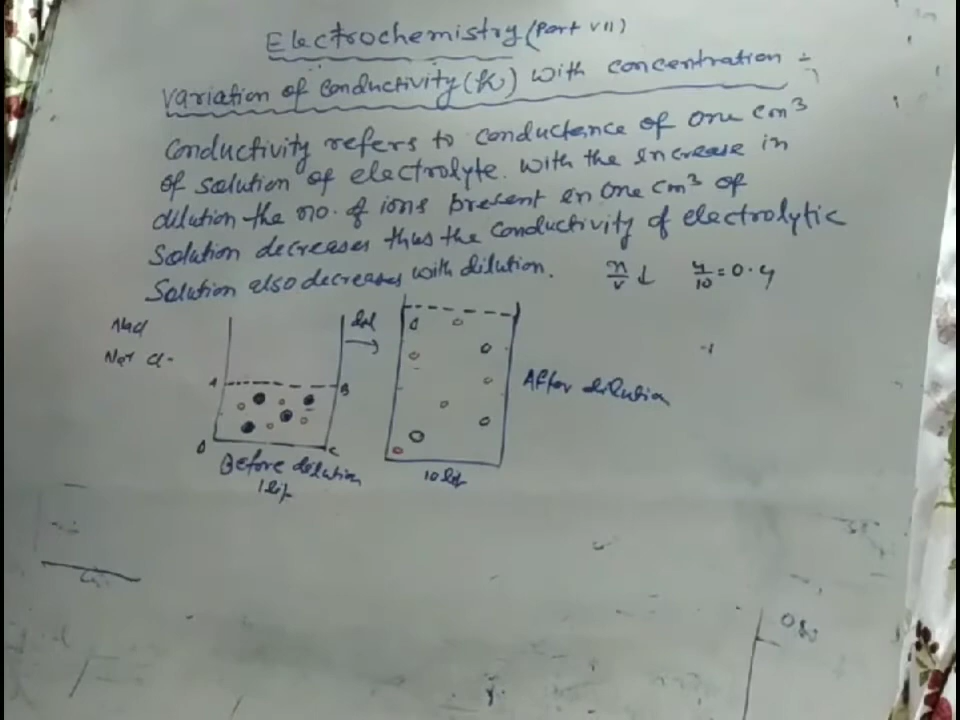 Electrochemistry (Part VII)
Variation of Conductivity (K) with concentration :-
Conductivity refers to conductance of one cm³
of solution of electrolyte. with the increase in
dilution the no. of ions present in one cm³ of
Solution decreases thus the conductivity of electrolytic
Solution also decreases with dilution. n/v ↓ 4/10 = 0.4
NaCl
Na+ Cl-
dil
A B
D C
Before dilution
1 lit
10 lit
After dilution